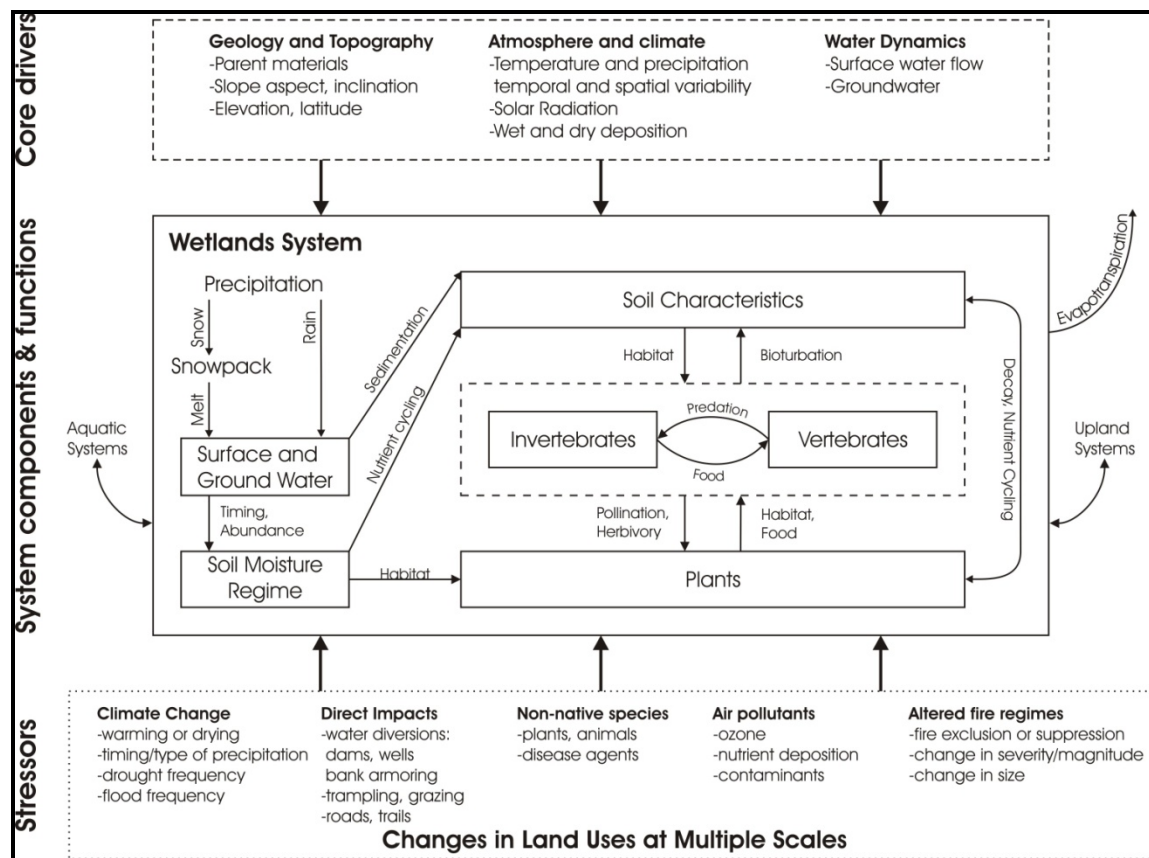 Core drivers
Geology and Topography
-Parent materials
-Slope aspect, inclination
-Elevation, latitude
Atmosphere and climate
-Temperature and precipitation
temporal and spatial variability
-Solar Radiation
-Wet and dry deposition
Water Dynamics
-Surface water flow
-Groundwater
System components & functions
Wetlands System
Precipitation
Snow
Rain
Snowpack
Melt
Surface and
Ground Water
Timing,
Abundance
Soil Moisture
Regime
Sedimentation
Nutrient cycling
Habitat
Soil Characteristics
Habitat
Bioturbation
Invertebrates
Predation
Food
Vertebrates
Pollination,
Herbivory
Habitat,
Food
Plants
Decay, Nutrient Cycling
Evapotranspiration
Aquatic
Systems
Upland
Systems
Stressors
Climate Change
-warming or drying
-timing/type of precipitation
-drought frequency
-flood frequency
Direct Impacts
-water diversions:
dams, wells
bank armoring
-trampling, grazing
-roads, trails
Non-native species
-plants, animals
-disease agents
Air pollutants
-ozone
-nutrient deposition
-contaminants
Altered fire regimes
-fire exclusion or suppression
-change in severity/magnitude
-change in size
Changes in Land Uses at Multiple Scales